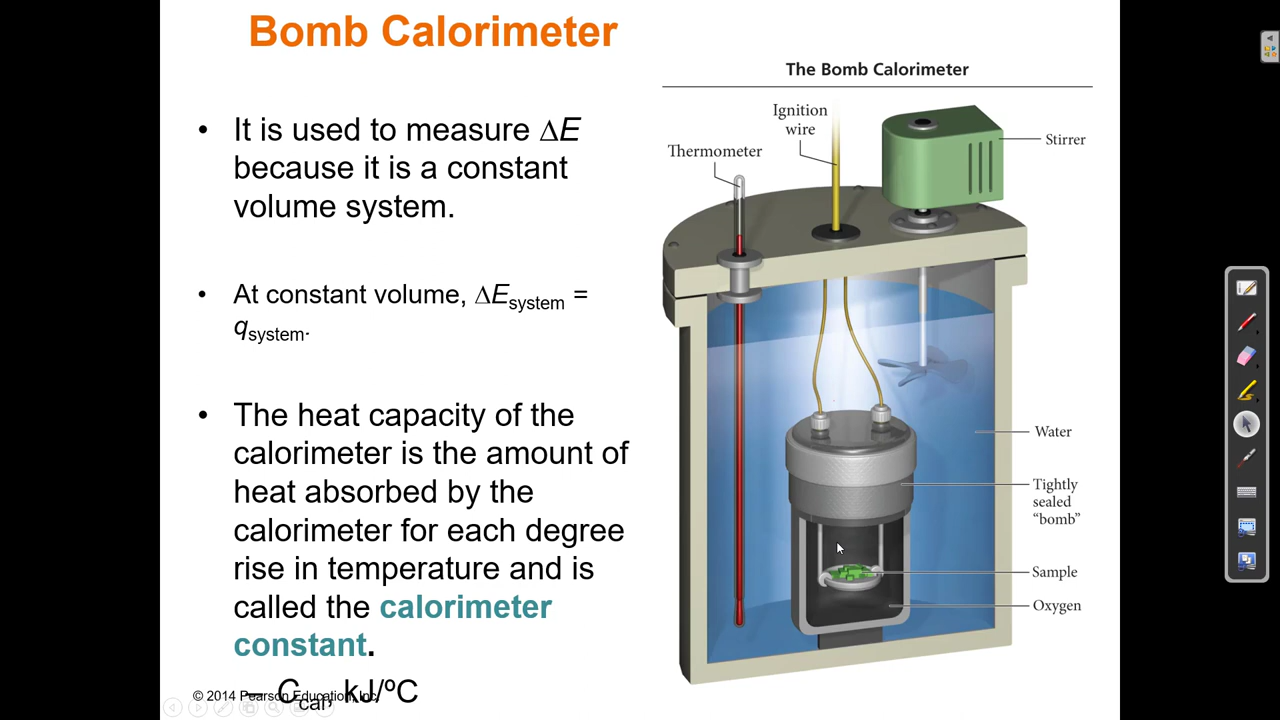 Bomb Calorimeter
• It is used to measure ΔE
because it is a constant
volume system.
• At constant volume, ΔEsystem =
qsystem.
• The heat capacity of the
calorimeter is the amount of
heat absorbed by the
calorimeter for each degree
rise in temperature and is
called the calorimeter
constant.
– Ccal, kJ/ºC
© 2014 Pearson Education, Inc.
The Bomb Calorimeter
Ignition
wire
Thermometer
Stirrer
Water
Tightly
sealed
“bomb”
Sample
Oxygen